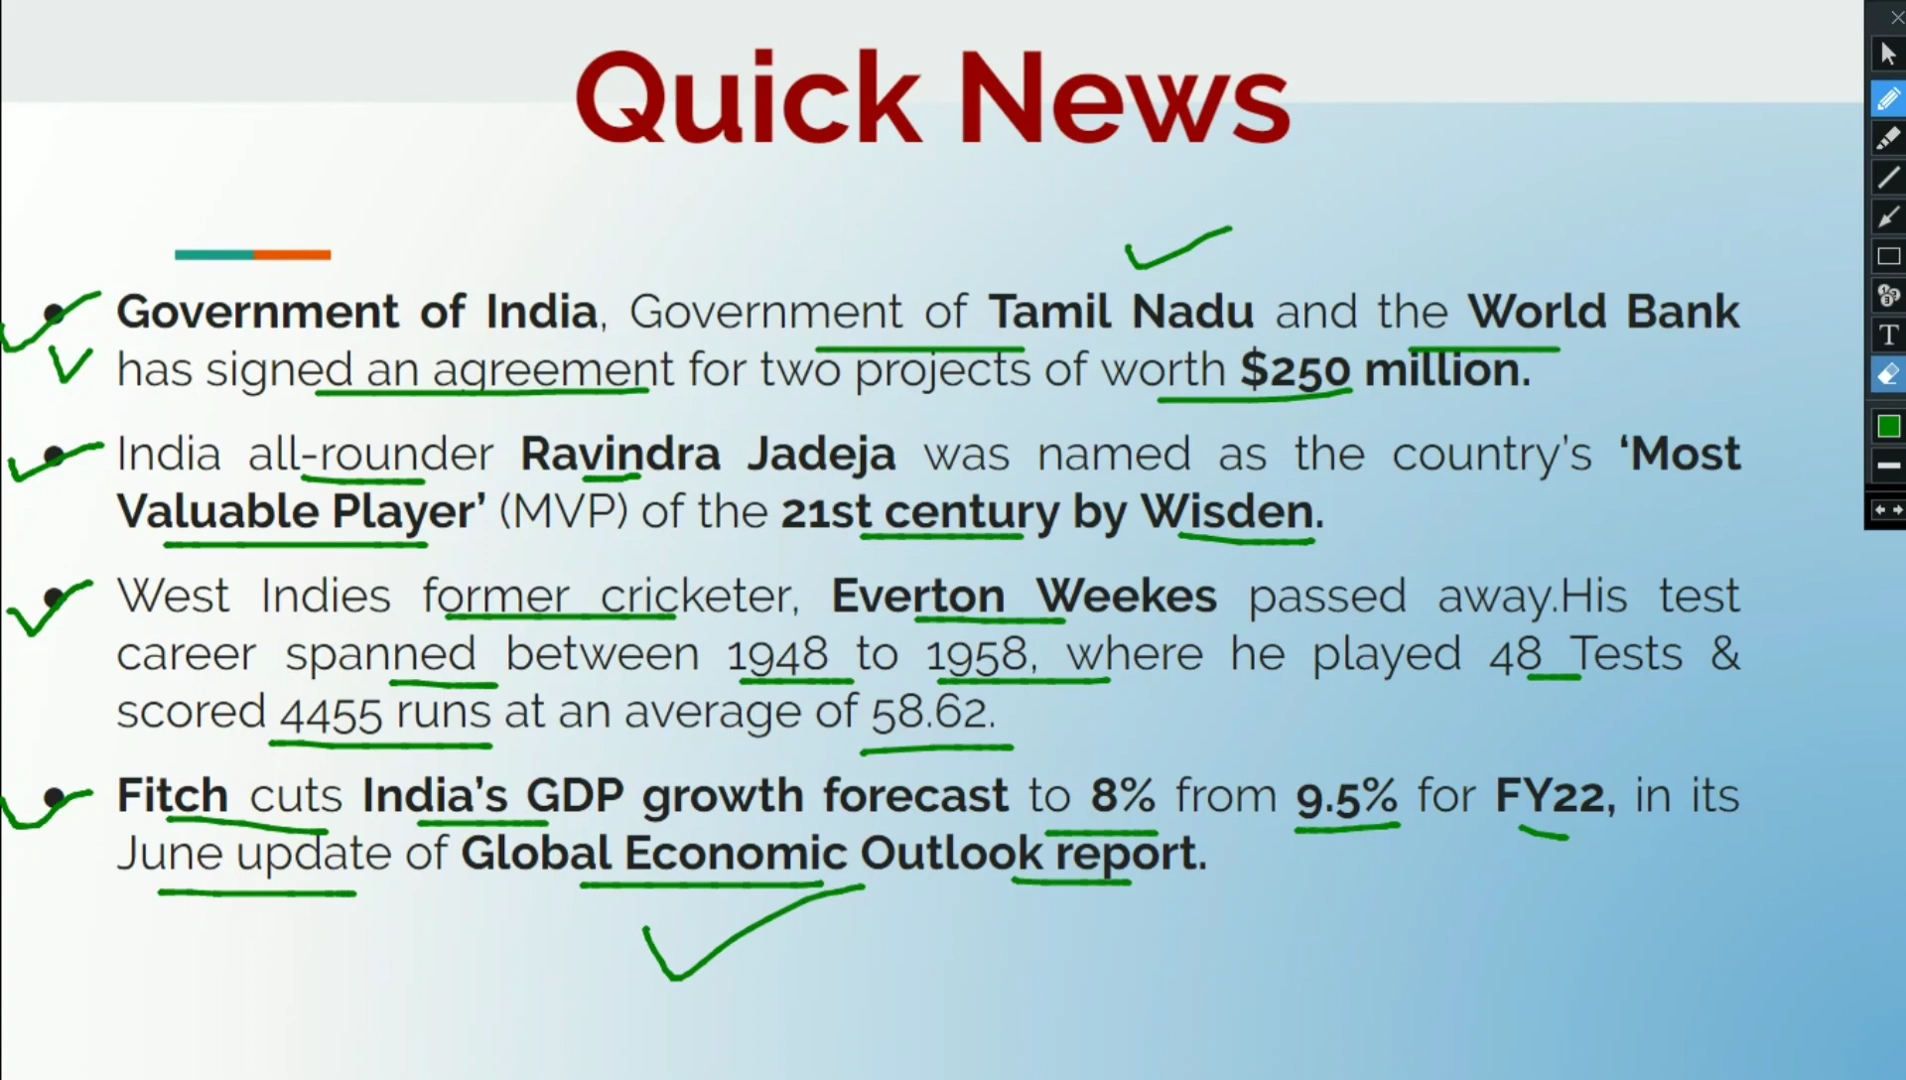 Quick News
Government of India, Government of Tamil Nadu and the World Bank
has signed an agreement for two projects of worth $250 million.
India all-rounder Ravindra Jadeja was named as the country's 'Most
Valuable Player' (MVP) of the 21st century by Wisden.
West Indies former cricketer, Everton Weekes passed away.His test
career spanned between 1948 to 1958, where he played 48 Tests &
scored 4455 runs at an average of 58.62.
Fitch cuts India's GDP growth forecast to 8% from 9.5% for FY22, in its
June update of Global Economic Outlook report.
T